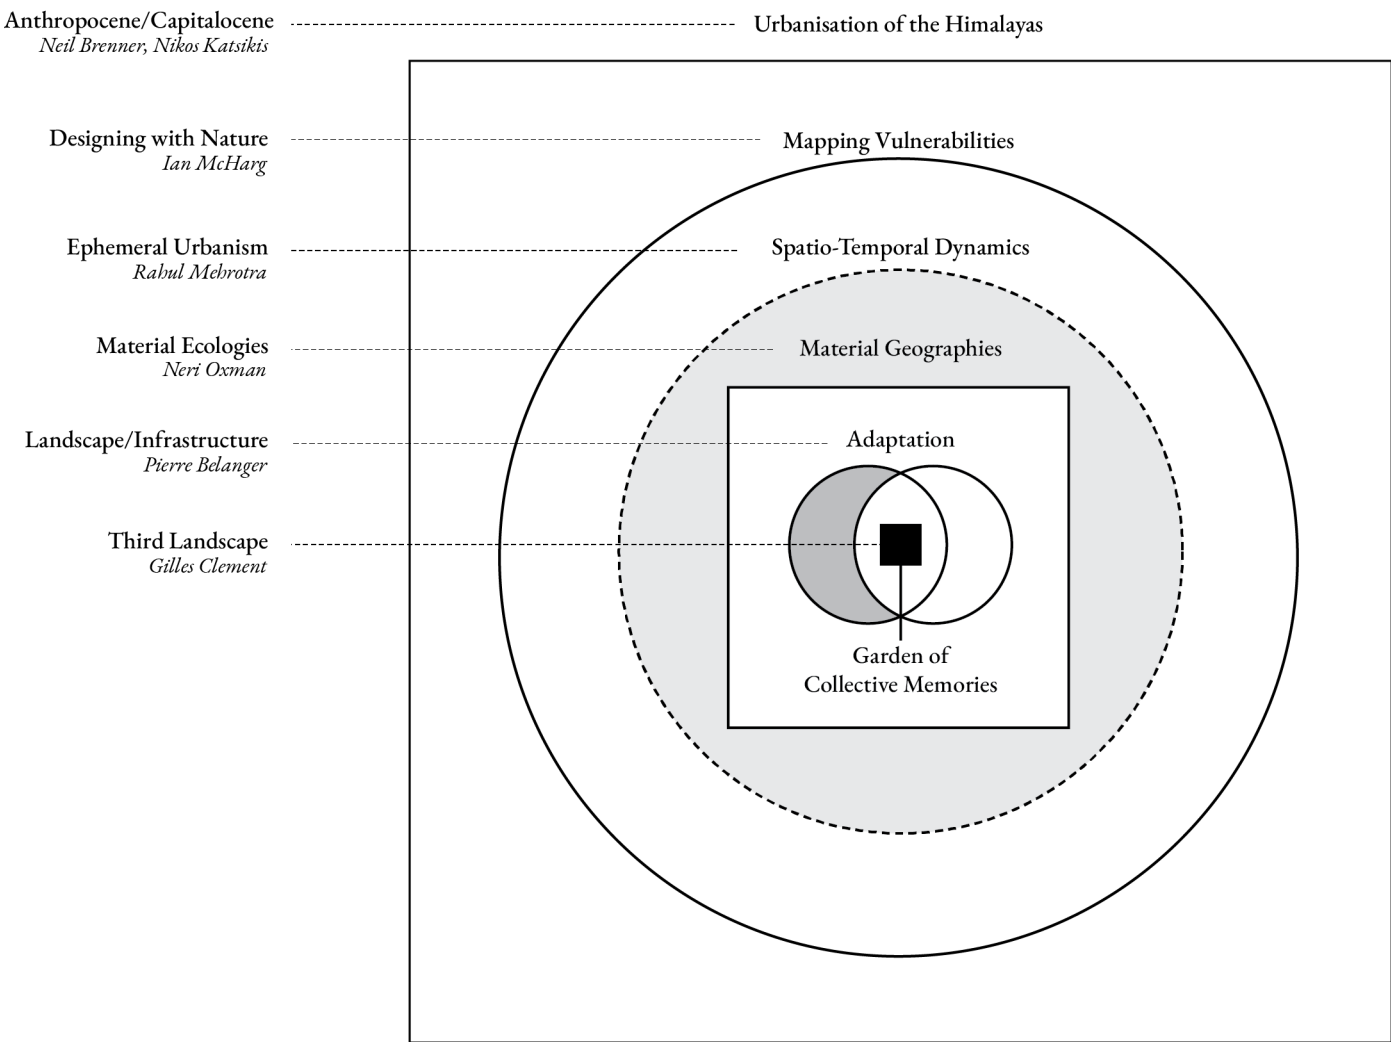 Anthropocene/Capitalocene
Neil Brenner, Nikos Katsikis
Urbanisation of the Himalayas
Designing with Nature
Ian McHarg
Mapping Vulnerabilities
Ephemeral Urbanism
Rahul Mehrotra
Spatio-Temporal Dynamics
Material Ecologies
Neri Oxman
Material Geographies
Landscape/Infrastructure
Pierre Belanger
Adaptation
Third Landscape
Gilles Clement
Garden of
Collective Memories